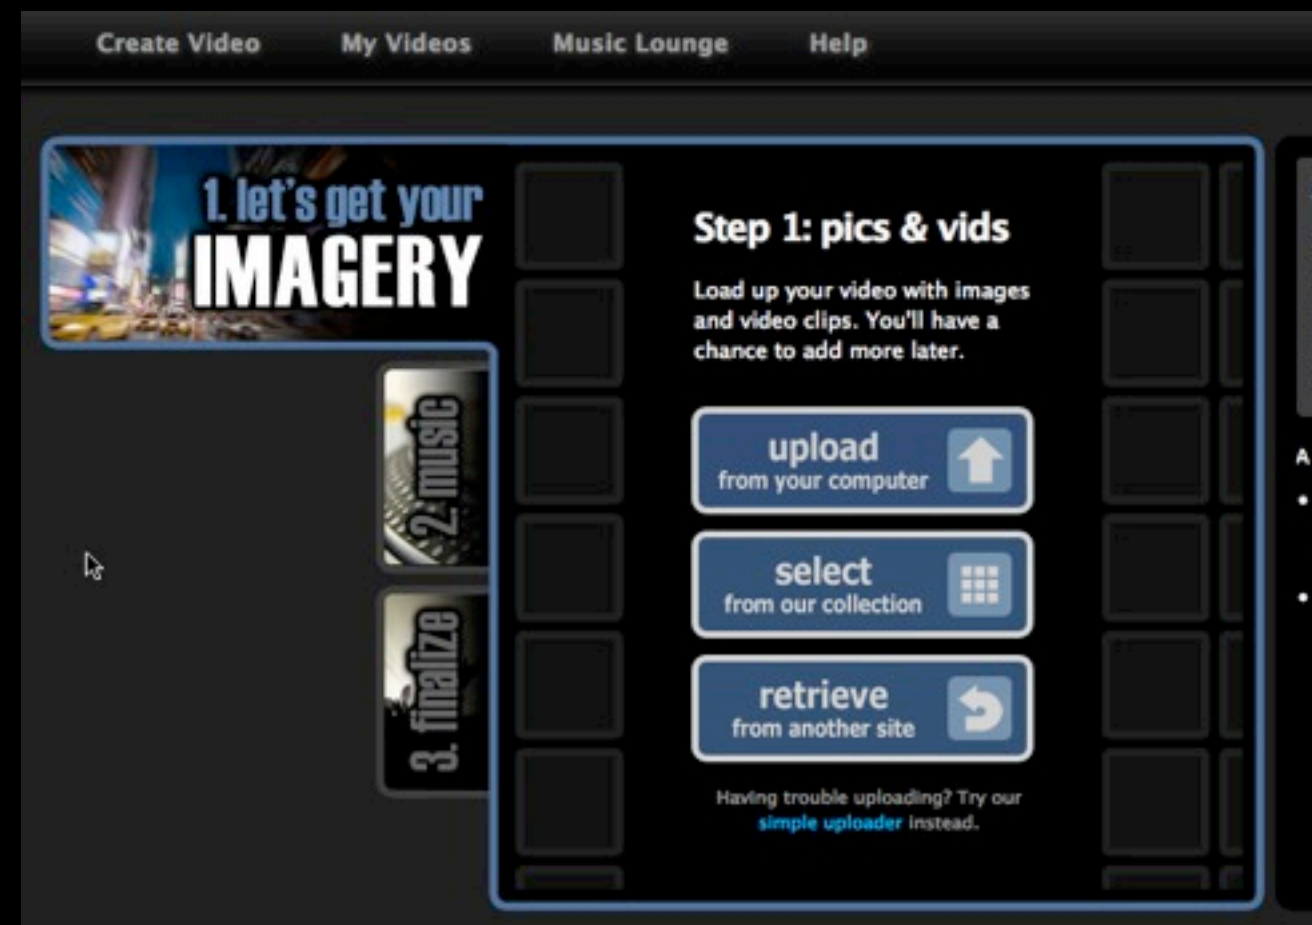 Create Video My Videos Music Lounge Help
1. let's get your
IMAGERY
2. music
3. finalize
Step 1: pics & vids
Load up your video with images
and video clips. You'll have a
chance to add more later.
upload
from your computer
select
from our collection
retrieve
from another site
Having trouble uploading? Try our
simple uploader instead.
A
•
•